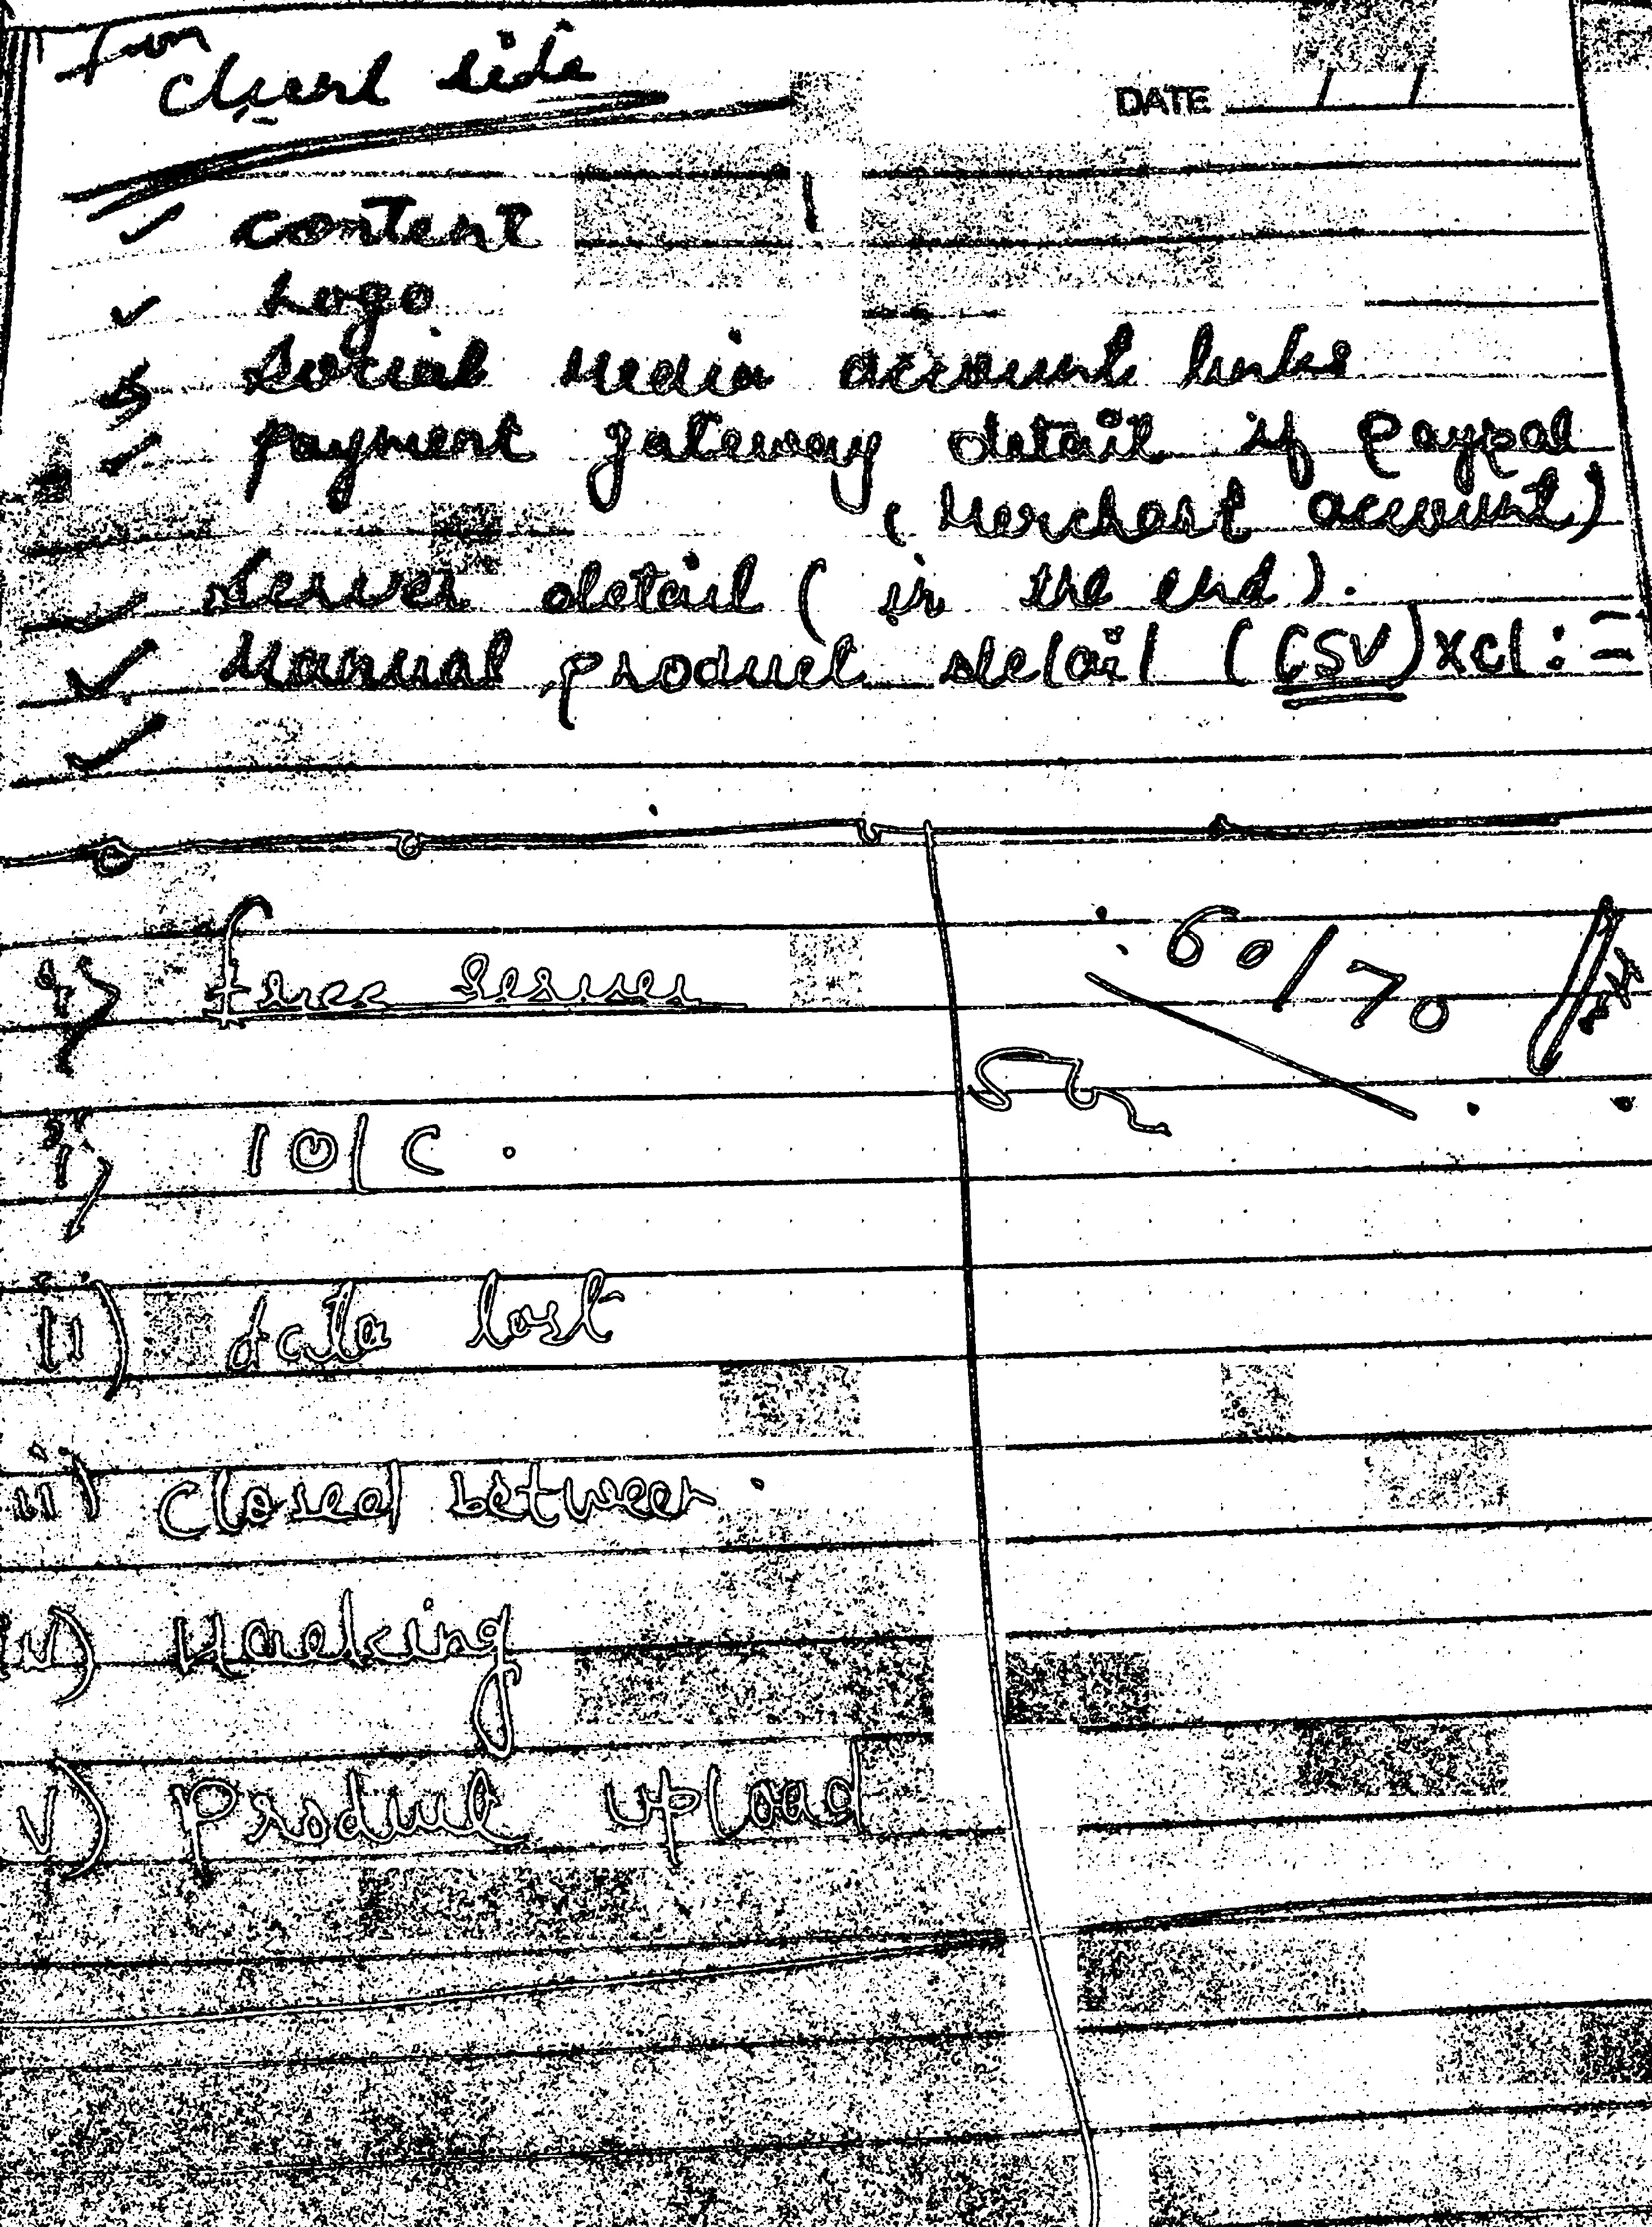 From
Client side
DATE / /
✓ content
✓ Logo
✓ Social Media account links
✓ payment gateway detail if Paypal
(Merchant account)
✓ Server detail (in the end).
✓ Manual product detail (CSV) xcl : =
✓
free Server
60/70
10/C.
ii) data lost
iii) Closed between.
iv) Hacking
v) Product upload